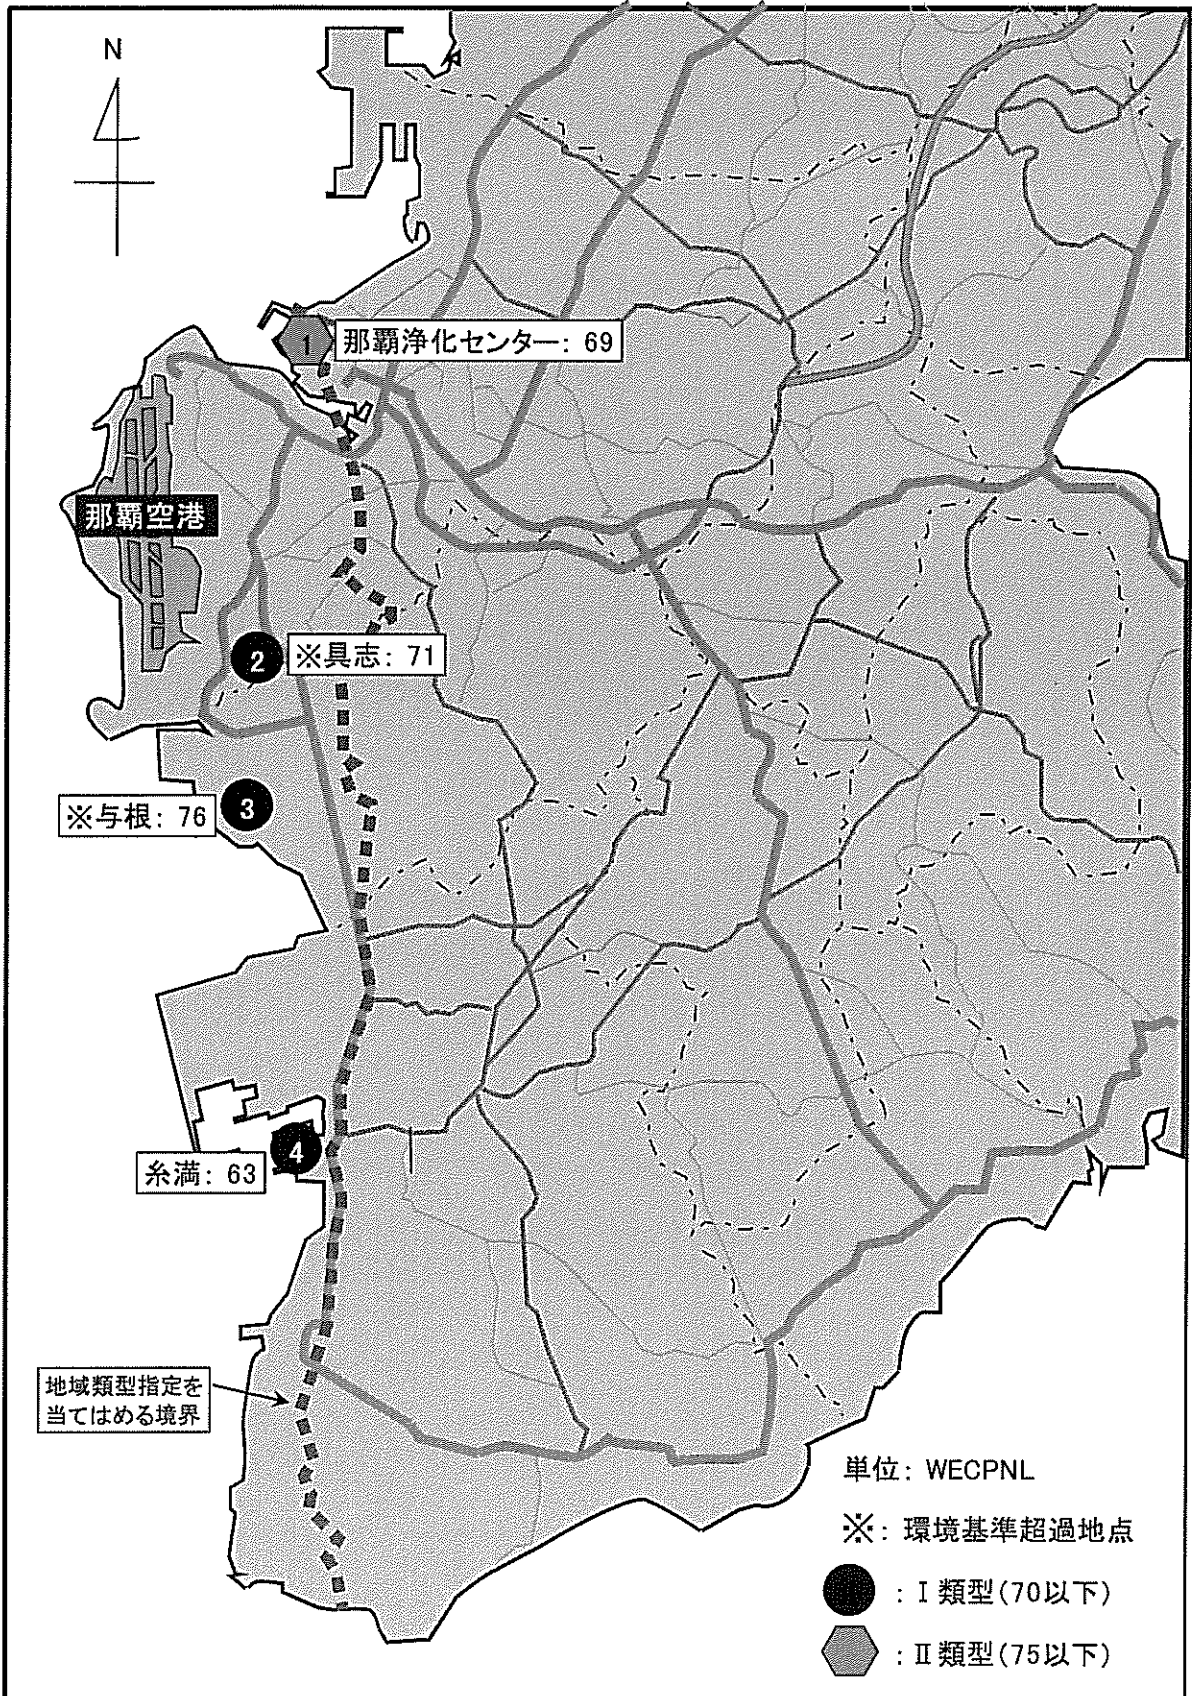 N
1
那覇浄化センター: 69
那覇空港
2
※具志: 71
3
※与根: 76
4
糸満: 63
地域類型指定を
当てはめる境界
単位: WECPNL
※: 環境基準超過地点
: Ⅰ類型(70以下)
: Ⅱ類型(75以下)